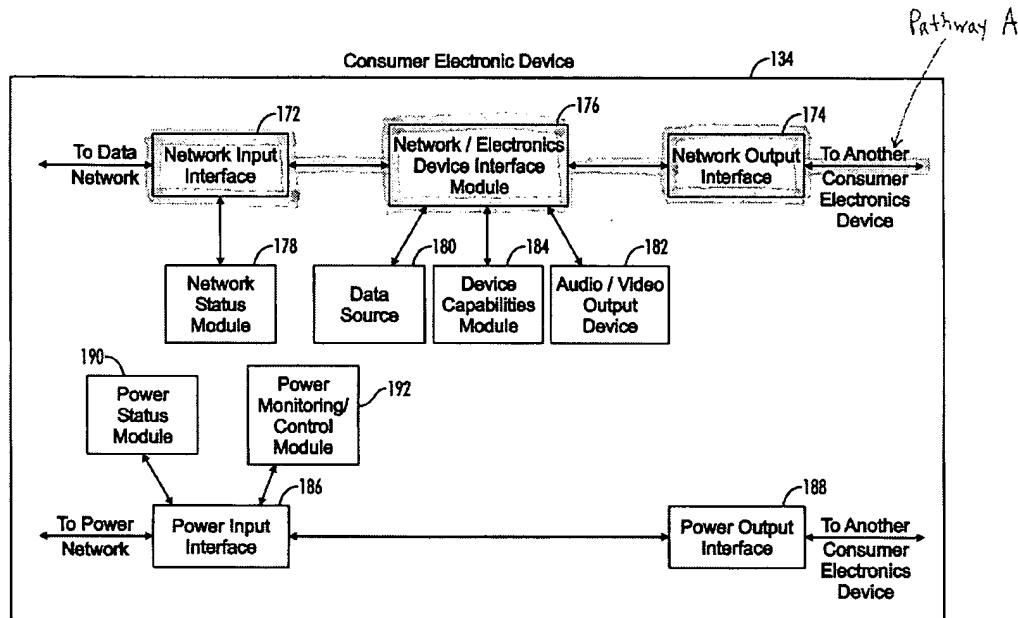 Pathway A
Consumer Electronic Device
134
172
176
174
To Data
Network
Network Input
Interface
Network / Electronics
Device Interface
Module
Network Output
Interface
To Another
Consumer
Electronics
Device
178
180
184
182
Network
Status
Module
Data
Source
Device
Capabilities
Module
Audio / Video
Output
Device
190
Power
Status
Module
Power
Monitoring/
Control
Module
192
186
188
To Power
Network
Power Input
Interface
Power Output
Interface
To Another
Consumer
Electronics
Device